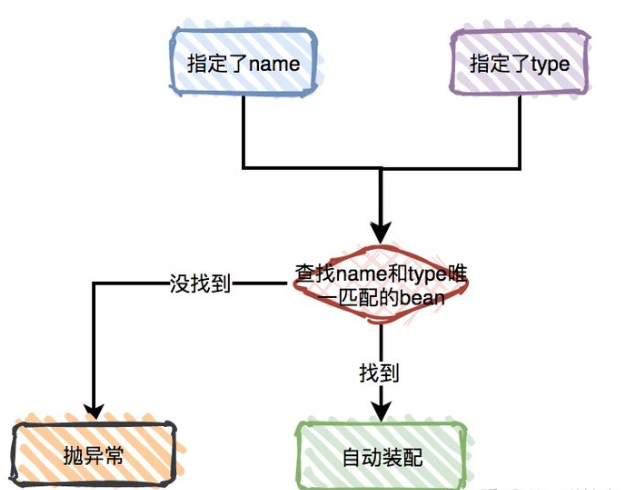 指定了name
指定了type
查找name和type唯
一匹配的bean
没找到
找到
抛异常
自动装配